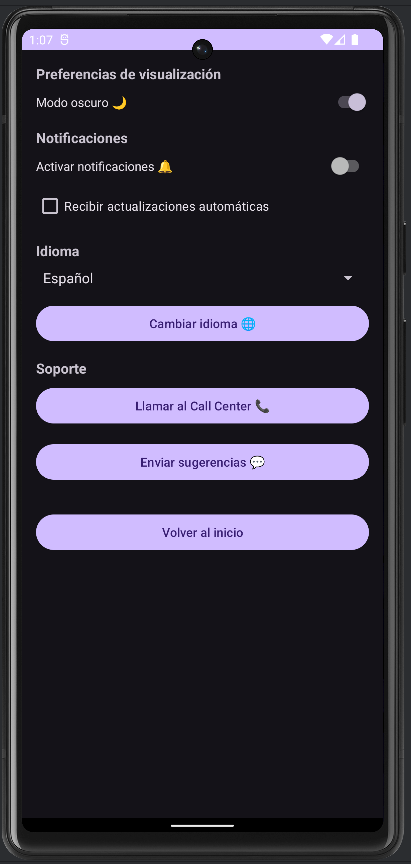 1:07
Preferencias de visualización
Modo oscuro 🌙
Notificaciones
Activar notificaciones 🔔
Recibir actualizaciones automáticas
Idioma
Español
Cambiar idioma 🌐
Soporte
Llamar al Call Center 📞
Enviar sugerencias 💬
Volver al inicio